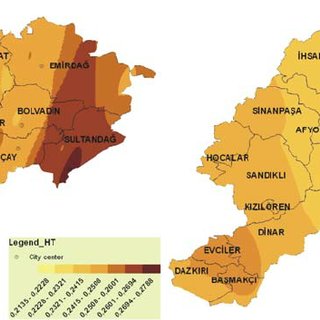 AT
EMİRDAĞ
BOLVADİN
R
SULTANDAĞ
ÇAY
İHSA
SİNANPAŞA
AFYO
HOCALAR
SANDIKLI
KIZILÖREN
DİNAR
EVCİLER
DAZKIRI
BAŞMAKÇI
Legend_HT
City center
0.2135 - 0.2228
0.2228 - 0.2321
0.2321 - 0.2415
0.2415 - 0.2508
0.2508 - 0.2601
0.2601 - 0.2694
0.2694 - 0.2788